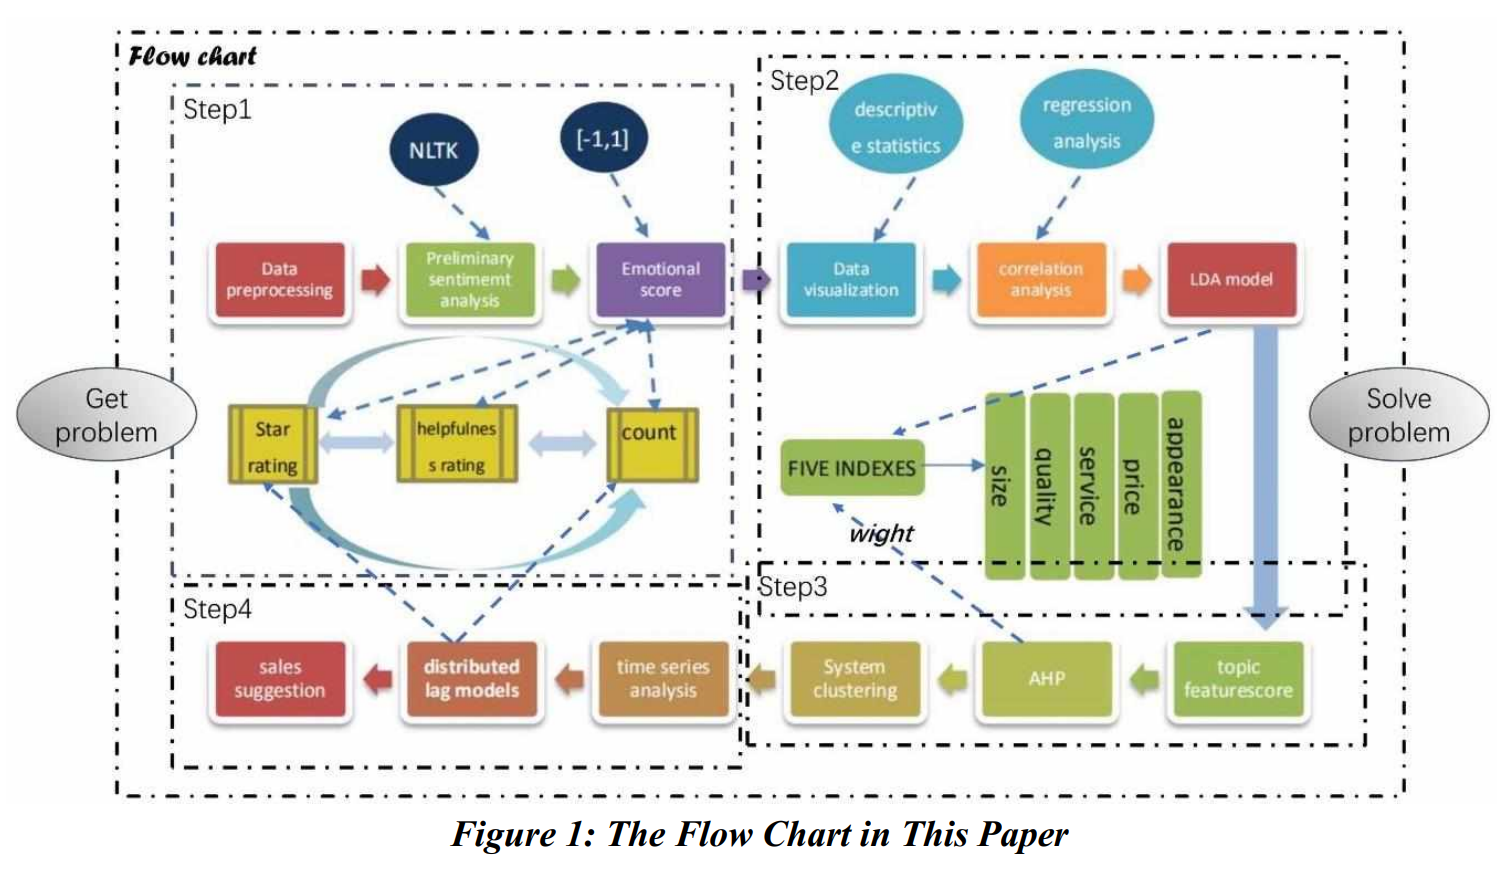 Flow chart
Step1
NLTK
[-1,1]
Data
preprocessing
Preliminary
sentimemt
analysis
Emotional
score
Star
rating
helpfulnes
s rating
count
Get
problem
Step2
descriptiv
e statistics
regression
analysis
Data
visualization
correlation
analysis
LDA model
FIVE INDEXES
size
quality
service
price
appearance
wight
Solve
problem
Step3
topic
featurescore
AHP
System
clustering
Step4
time series
analysis
distributed
lag models
sales
suggestion
Figure 1: The Flow Chart in This Paper